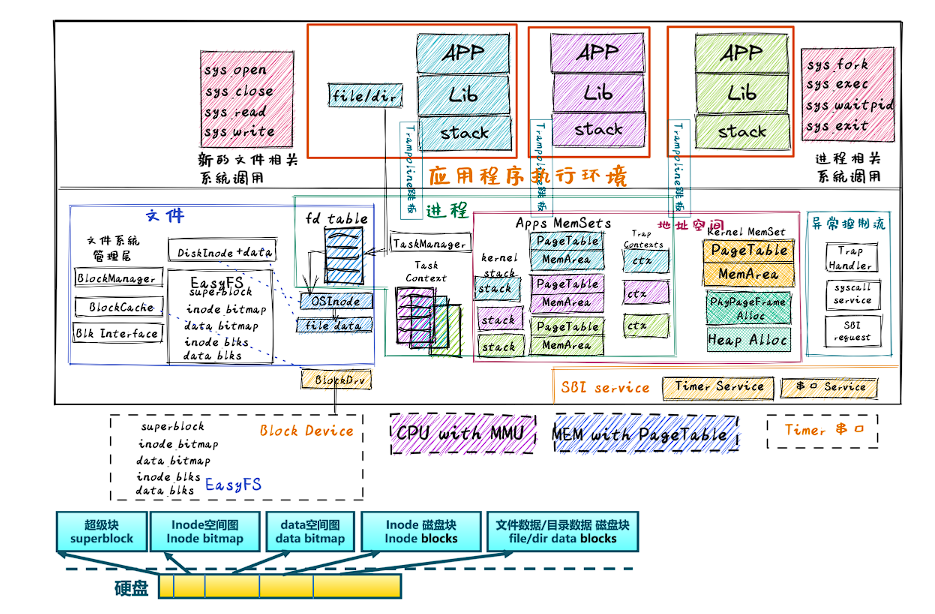 sys open
sys close
sys read
sys write
新的文件相关
系统调用
file/dir
APP
Lib
stack
APP
Lib
stack
APP
Lib
stack
sys fork
sys exec
sys waitpid
sys exit
进程相关
系统调用
Trampoline跳板
Trampoline跳板
Trampoline跳板
应用程序执行环境
文件
文件系统
管理层
BlockManager
BlockCache
Blk Interface
DiskInode+data
EasyFS
superblock
inode bitmap
data bitmap
inode blks
data blks
fd table
OSInode
file data
BlockDrv
进程
TaskManager
Task
Context
地址空间
Apps MemSets
kernel
stack
stack
stack
stack
PageTable
MemArea
PageTable
MemArea
PageTable
MemArea
Trap
Contexts
ctx
ctx
ctx
Kernel MemSet
PageTable
MemArea
PhyPageFrame
Alloc
Heap Alloc
异常控制流
Trap
Handler
syscall
service
SBI
request
SBI service
Timer Service
串口 Service
superblock
inode bitmap
data bitmap
inode blks
data blks
Block Device
EasyFS
CPU with MMU
MEM with PageTable
Timer 串口
超级块
superblock
Inode空间图
Inode bitmap
data空间图
data bitmap
Inode 磁盘块
Inode blocks
文件数据/目录数据 磁盘块
file/dir data blocks
硬盘